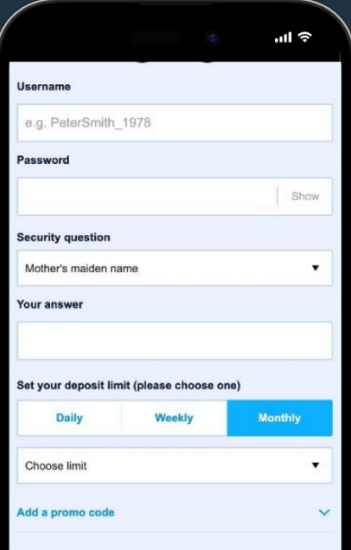 Username
e.g. PeterSmith_1978
Password
Show
Security question
Mother's maiden name
Your answer
Set your deposit limit (please choose one)
Daily Weekly Monthly
Choose limit
Add a promo code